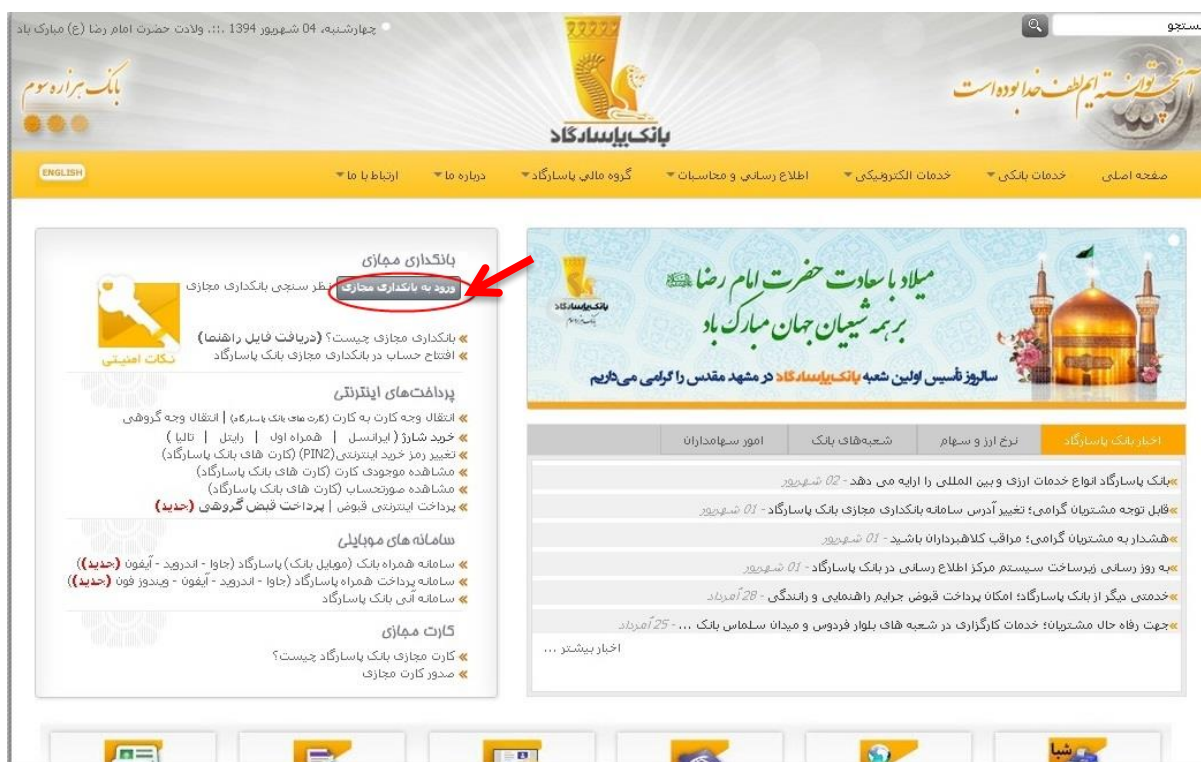 جستجو
چهارشنبه، 04 شهریور 1394 .::. ولادت حضرت امام رضا (ع) مبارک باد
آنچه توانسته ایم لطف خدا بوده است
بانک پاسارگاد
بانک هزاره سوم
صفحه اصلی
خدمات بانکی
خدمات الکترونیکی
اطلاع رسانی و محاسبات
گروه مالی پاسارگاد
درباره ما
ارتباط با ما
ENGLISH
میلاد با سعادت حضرت امام رضا
بر همه شیعیان جهان مبارک باد
سالروز تأسیس اولین شعبه بانک پاسارگاد در مشهد مقدس را گرامی می‌داریم
بانک پاسارگاد
بانک هزاره سوم
اخبار بانک پاسارگاد
نرخ ارز و سهام
شعبه‌های بانک
امور سهامداران
»بانک پاسارگاد انواع خدمات ارزی و بین المللی را ارایه می دهد - 02 شهریور
»قابل توجه مشتریان گرامی؛ تغییر آدرس سامانه بانکداری مجازی بانک پاسارگاد - 01 شهریور
»هشدار به مشتریان گرامی؛ مراقب کلاهبرداران باشید - 01 شهریور
»به روز رسانی زیرساخت سیستم مرکز اطلاع رسانی در بانک پاسارگاد - 01 شهریور
»خدمتی دیگر از بانک پاسارگاد؛ امکان پرداخت قبوض جرایم راهنمایی و رانندگی - 28 آمرداد
»جهت رفاه حال مشتریان؛ خدمات کارگزاری در شعبه های بلوار فردوس و میدان سلماس بانک ... - 25 آمرداد
اخبار بیشتر ...
بانکداری مجازی
ورود به بانکداری مجازی نظر سنجی بانکداری مجازی
» بانکداری مجازی چیست؟ (دریافت فایل راهنما)
» افتتاح حساب در بانکداری مجازی بانک پاسارگاد
نکات امنیتی
پرداخت‌های اینترنتی
» انتقال وجه کارت به کارت (کارت های بانک پاسارگاد) | انتقال وجه گروهی
» خرید شارژ ( ایرانسل | همراه اول | رایتل | تالیا )
» تغییر رمز خرید اینترنتی(PIN2) (کارت های بانک پاسارگاد)
» مشاهده موجودی کارت (کارت های بانک پاسارگاد)
» مشاهده صورتحساب (کارت های بانک پاسارگاد)
» پرداخت اینترنتی قبوض | پرداخت قبض گروهی (جدید)
سامانه های موبایلی
» سامانه همراه بانک (موبایل بانک) پاسارگاد (جاوا - اندروید - آیفون (جدید))
» سامانه پرداخت همراه پاسارگاد (جاوا - اندروید - آیفون - ویندوز فون (جدید))
» سامانه آنی بانک پاسارگاد
کارت مجازی
» کارت مجازی بانک پاسارگاد چیست؟
» صدور کارت مجازی
شبا